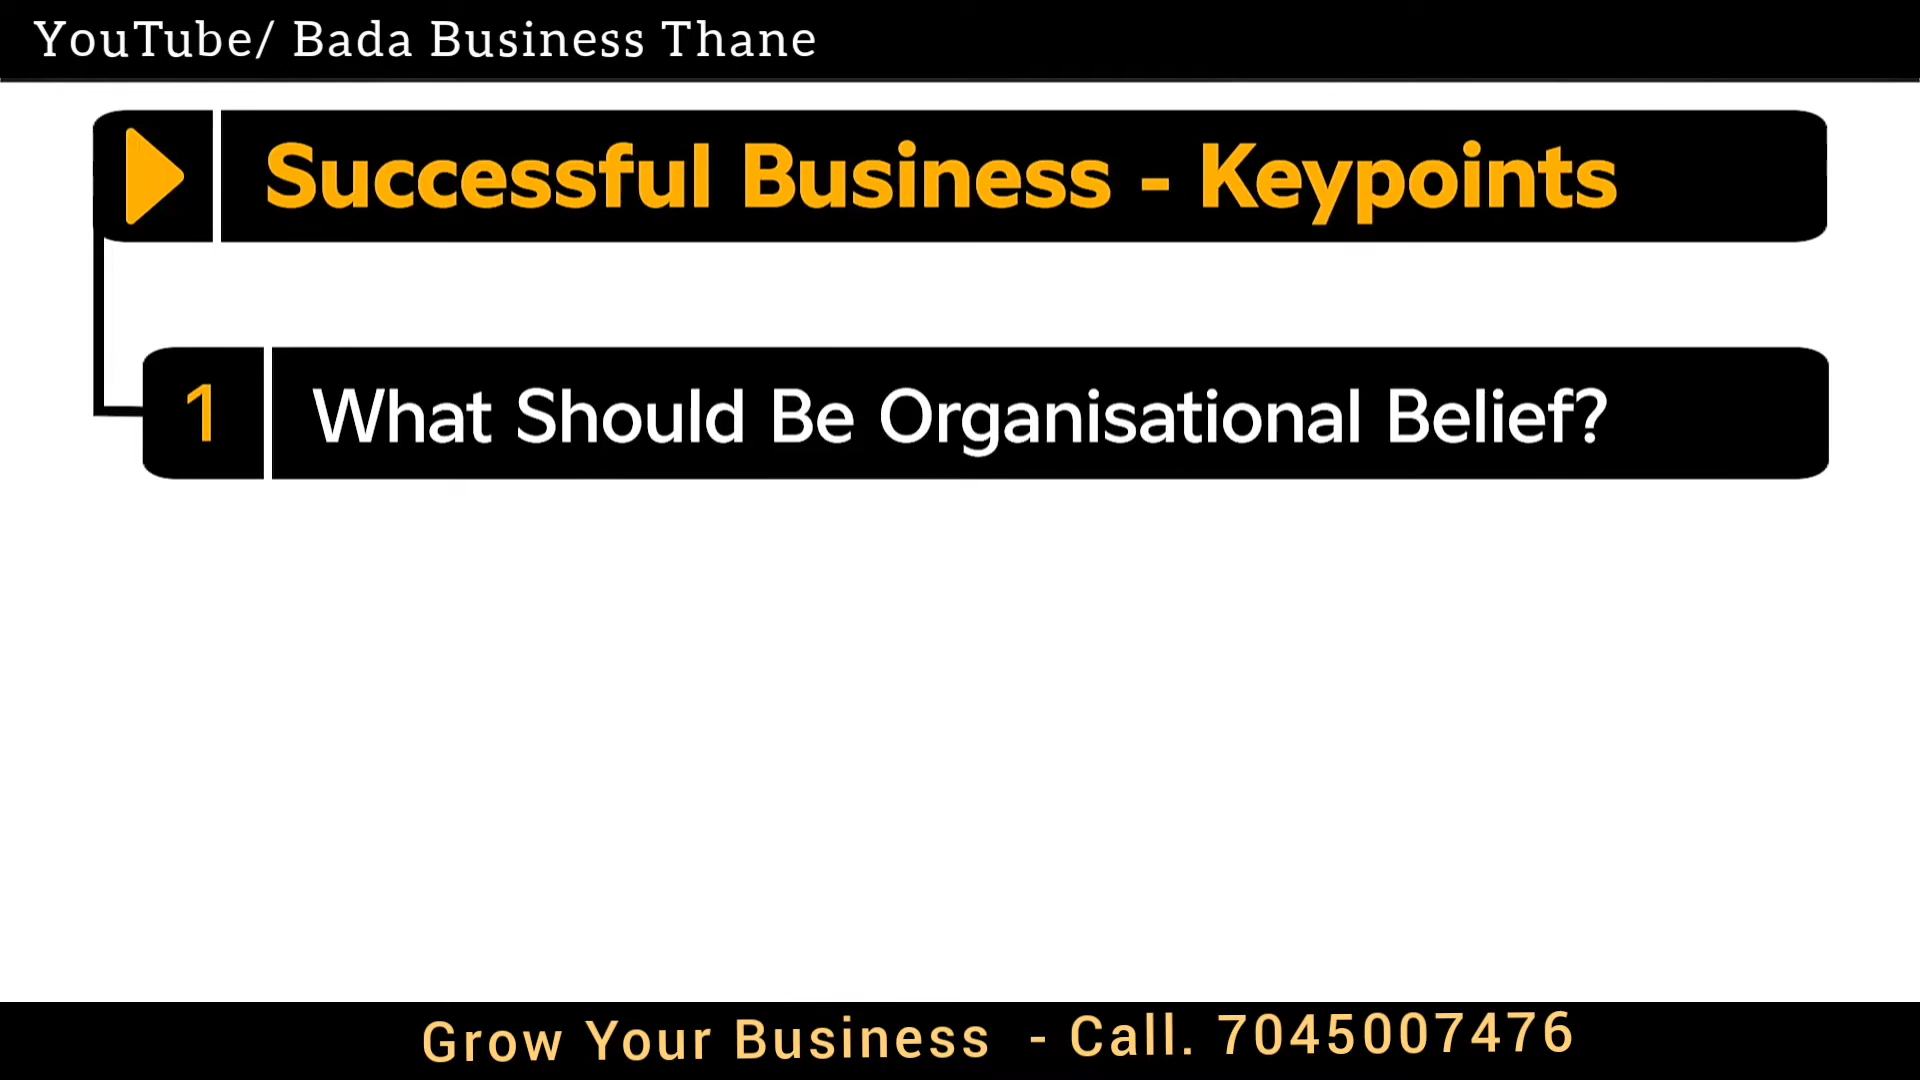 YouTube/ Bada Business Thane
Successful Business - Keypoints
1 What Should Be Organisational Belief?
Grow Your Business - Call. 7045007476